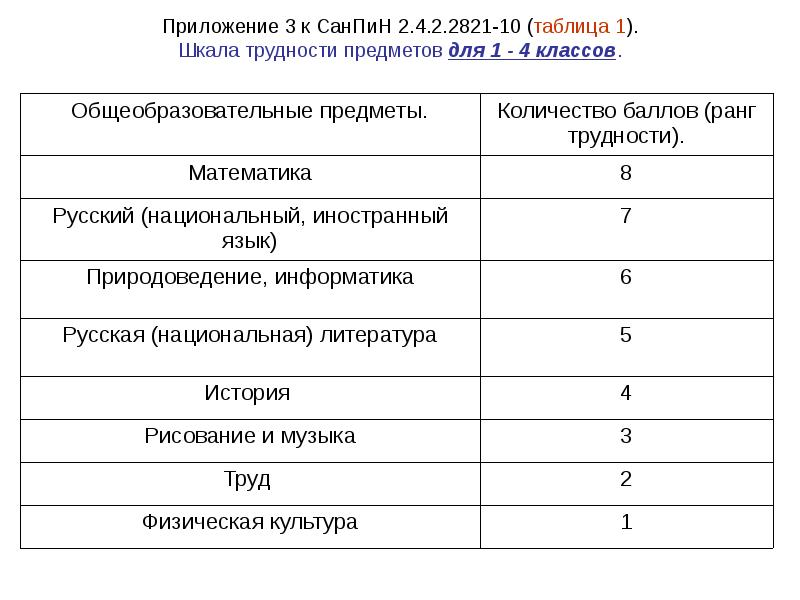 Приложение 3 к СанПиН 2.4.2.2821-10 (таблица 1).
Шкала трудности предметов для 1 - 4 классов.
Общеобразовательные предметы.
Количество баллов (ранг
трудности).
Математика
8
Русский (национальный, иностранный
язык)
7
Природоведение, информатика
6
Русская (национальная) литература
5
История
4
Рисование и музыка
3
Труд
2
Физическая культура
1